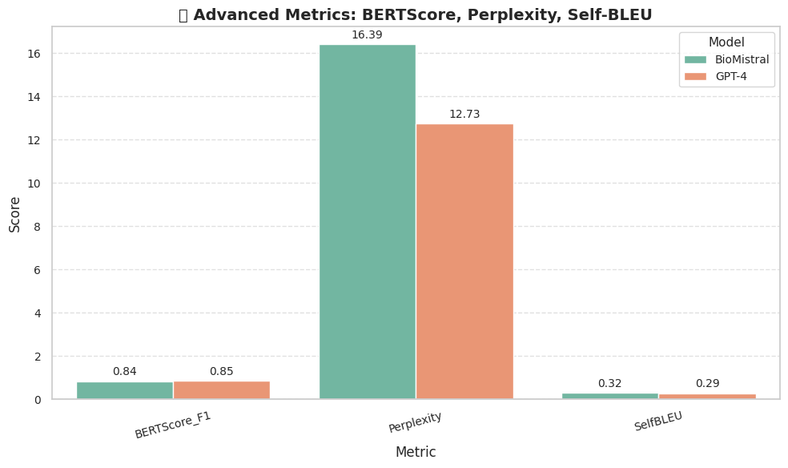 Advanced Metrics: BERTScore, Perplexity, Self-BLEU
Model
BioMistral
GPT-4
Score
16
14
12
10
8
6
4
2
0
0.84
0.85
16.39
12.73
0.32
0.29
BERTScore_F1
Perplexity
SelfBLEU
Metric